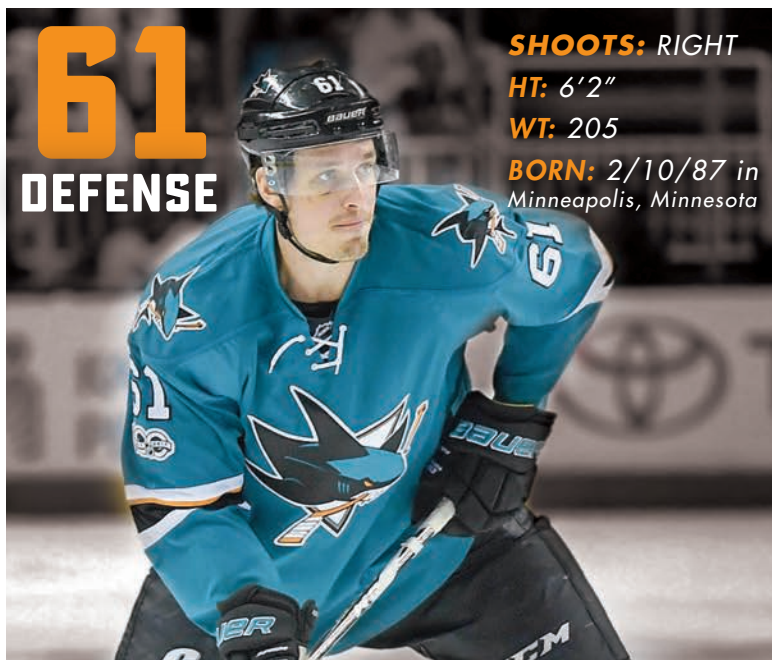 61
DEFENSE
SHOOTS: RIGHT
HT: 6’2”
WT: 205
BORN: 2/10/87 in
Minneapolis, Minnesota
61
BAUER
61
61
BAUER
CCM